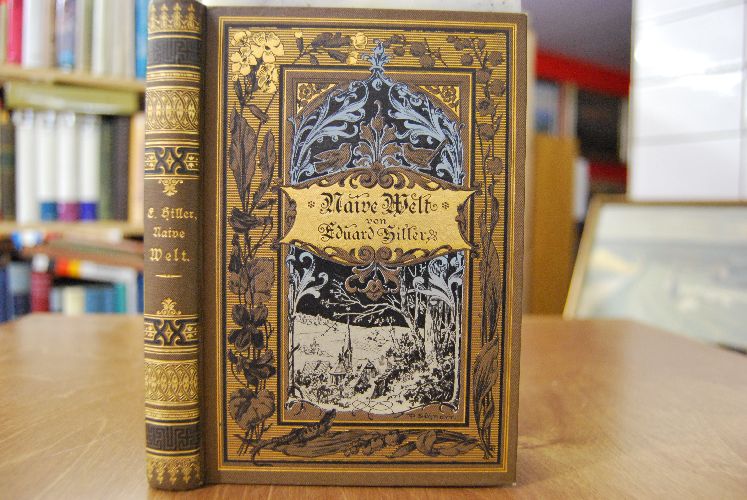 E. Hiller,
Naive
Welt.
Naive Welt
von
Eduard Hiller